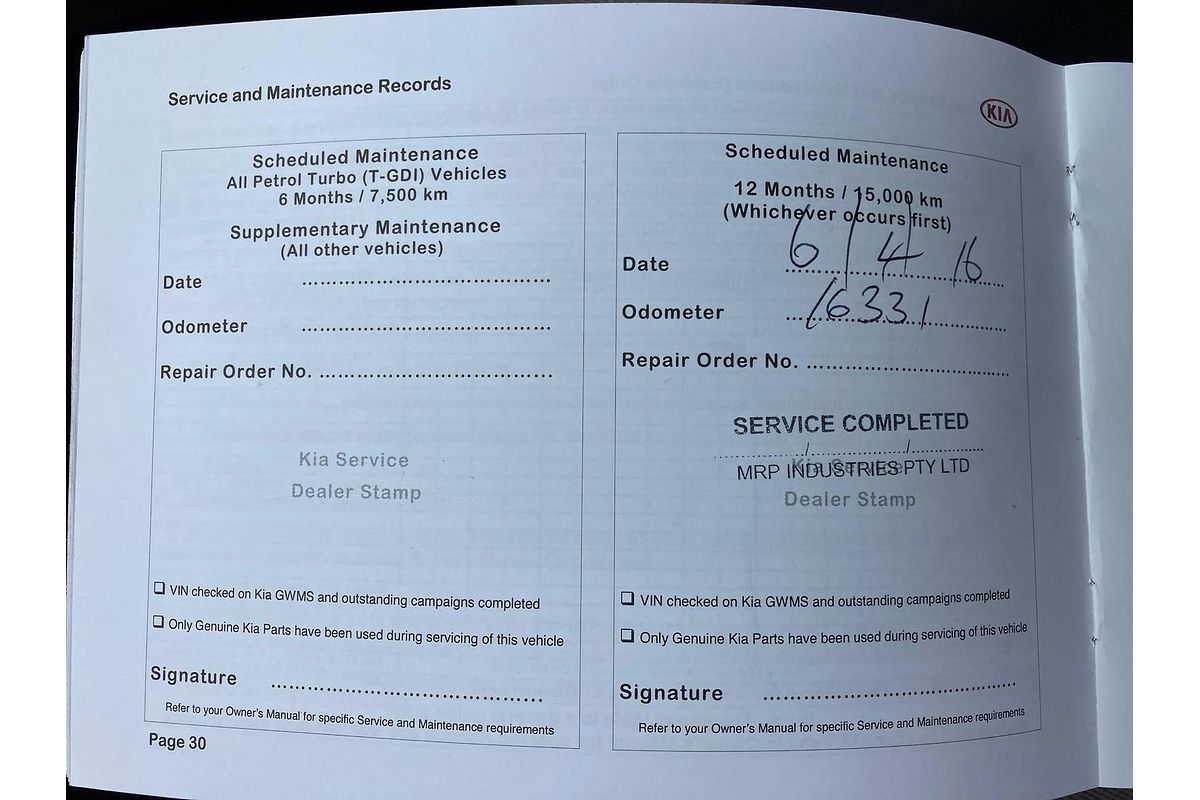 Service and Maintenance Records
KIA
Scheduled Maintenance
All Petrol Turbo (T-GDI) Vehicles
6 Months / 7,500 km
Supplementary Maintenance
(All other vehicles)
Date ........................................
Odometer ........................................
Repair Order No. ......................................
Kia Service
Dealer Stamp
❏ VIN checked on Kia GWMS and outstanding campaigns completed
❏ Only Genuine Kia Parts have been used during servicing of this vehicle
Signature ............................................
Refer to your Owner's Manual for specific Service and Maintenance requirements
Scheduled Maintenance
12 Months / 15,000 km
(Whichever occurs first)
Date 6 / 4 / 16
Odometer 16331
Repair Order No. .................................
SERVICE COMPLETED
............/............/............
MRP INDUSTRIES PTY LTD
Kia Service
Dealer Stamp
❏ VIN checked on Kia GWMS and outstanding campaigns completed
❏ Only Genuine Kia Parts have been used during servicing of this vehicle
Signature ........................................
Refer to your Owner's Manual for specific Service and Maintenance requirements
Page 30